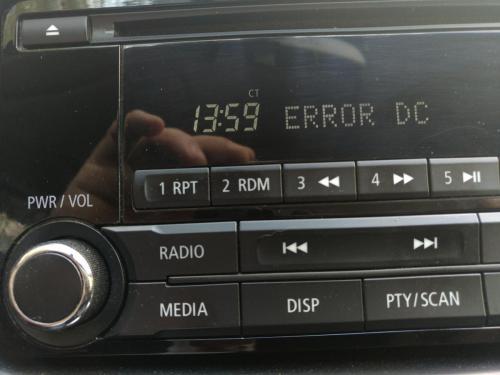 CT
13:59 ERROR DC
1 RPT 2 RDM 3 4 5
PWR / VOL
RADIO
MEDIA DISP PTY/SCAN